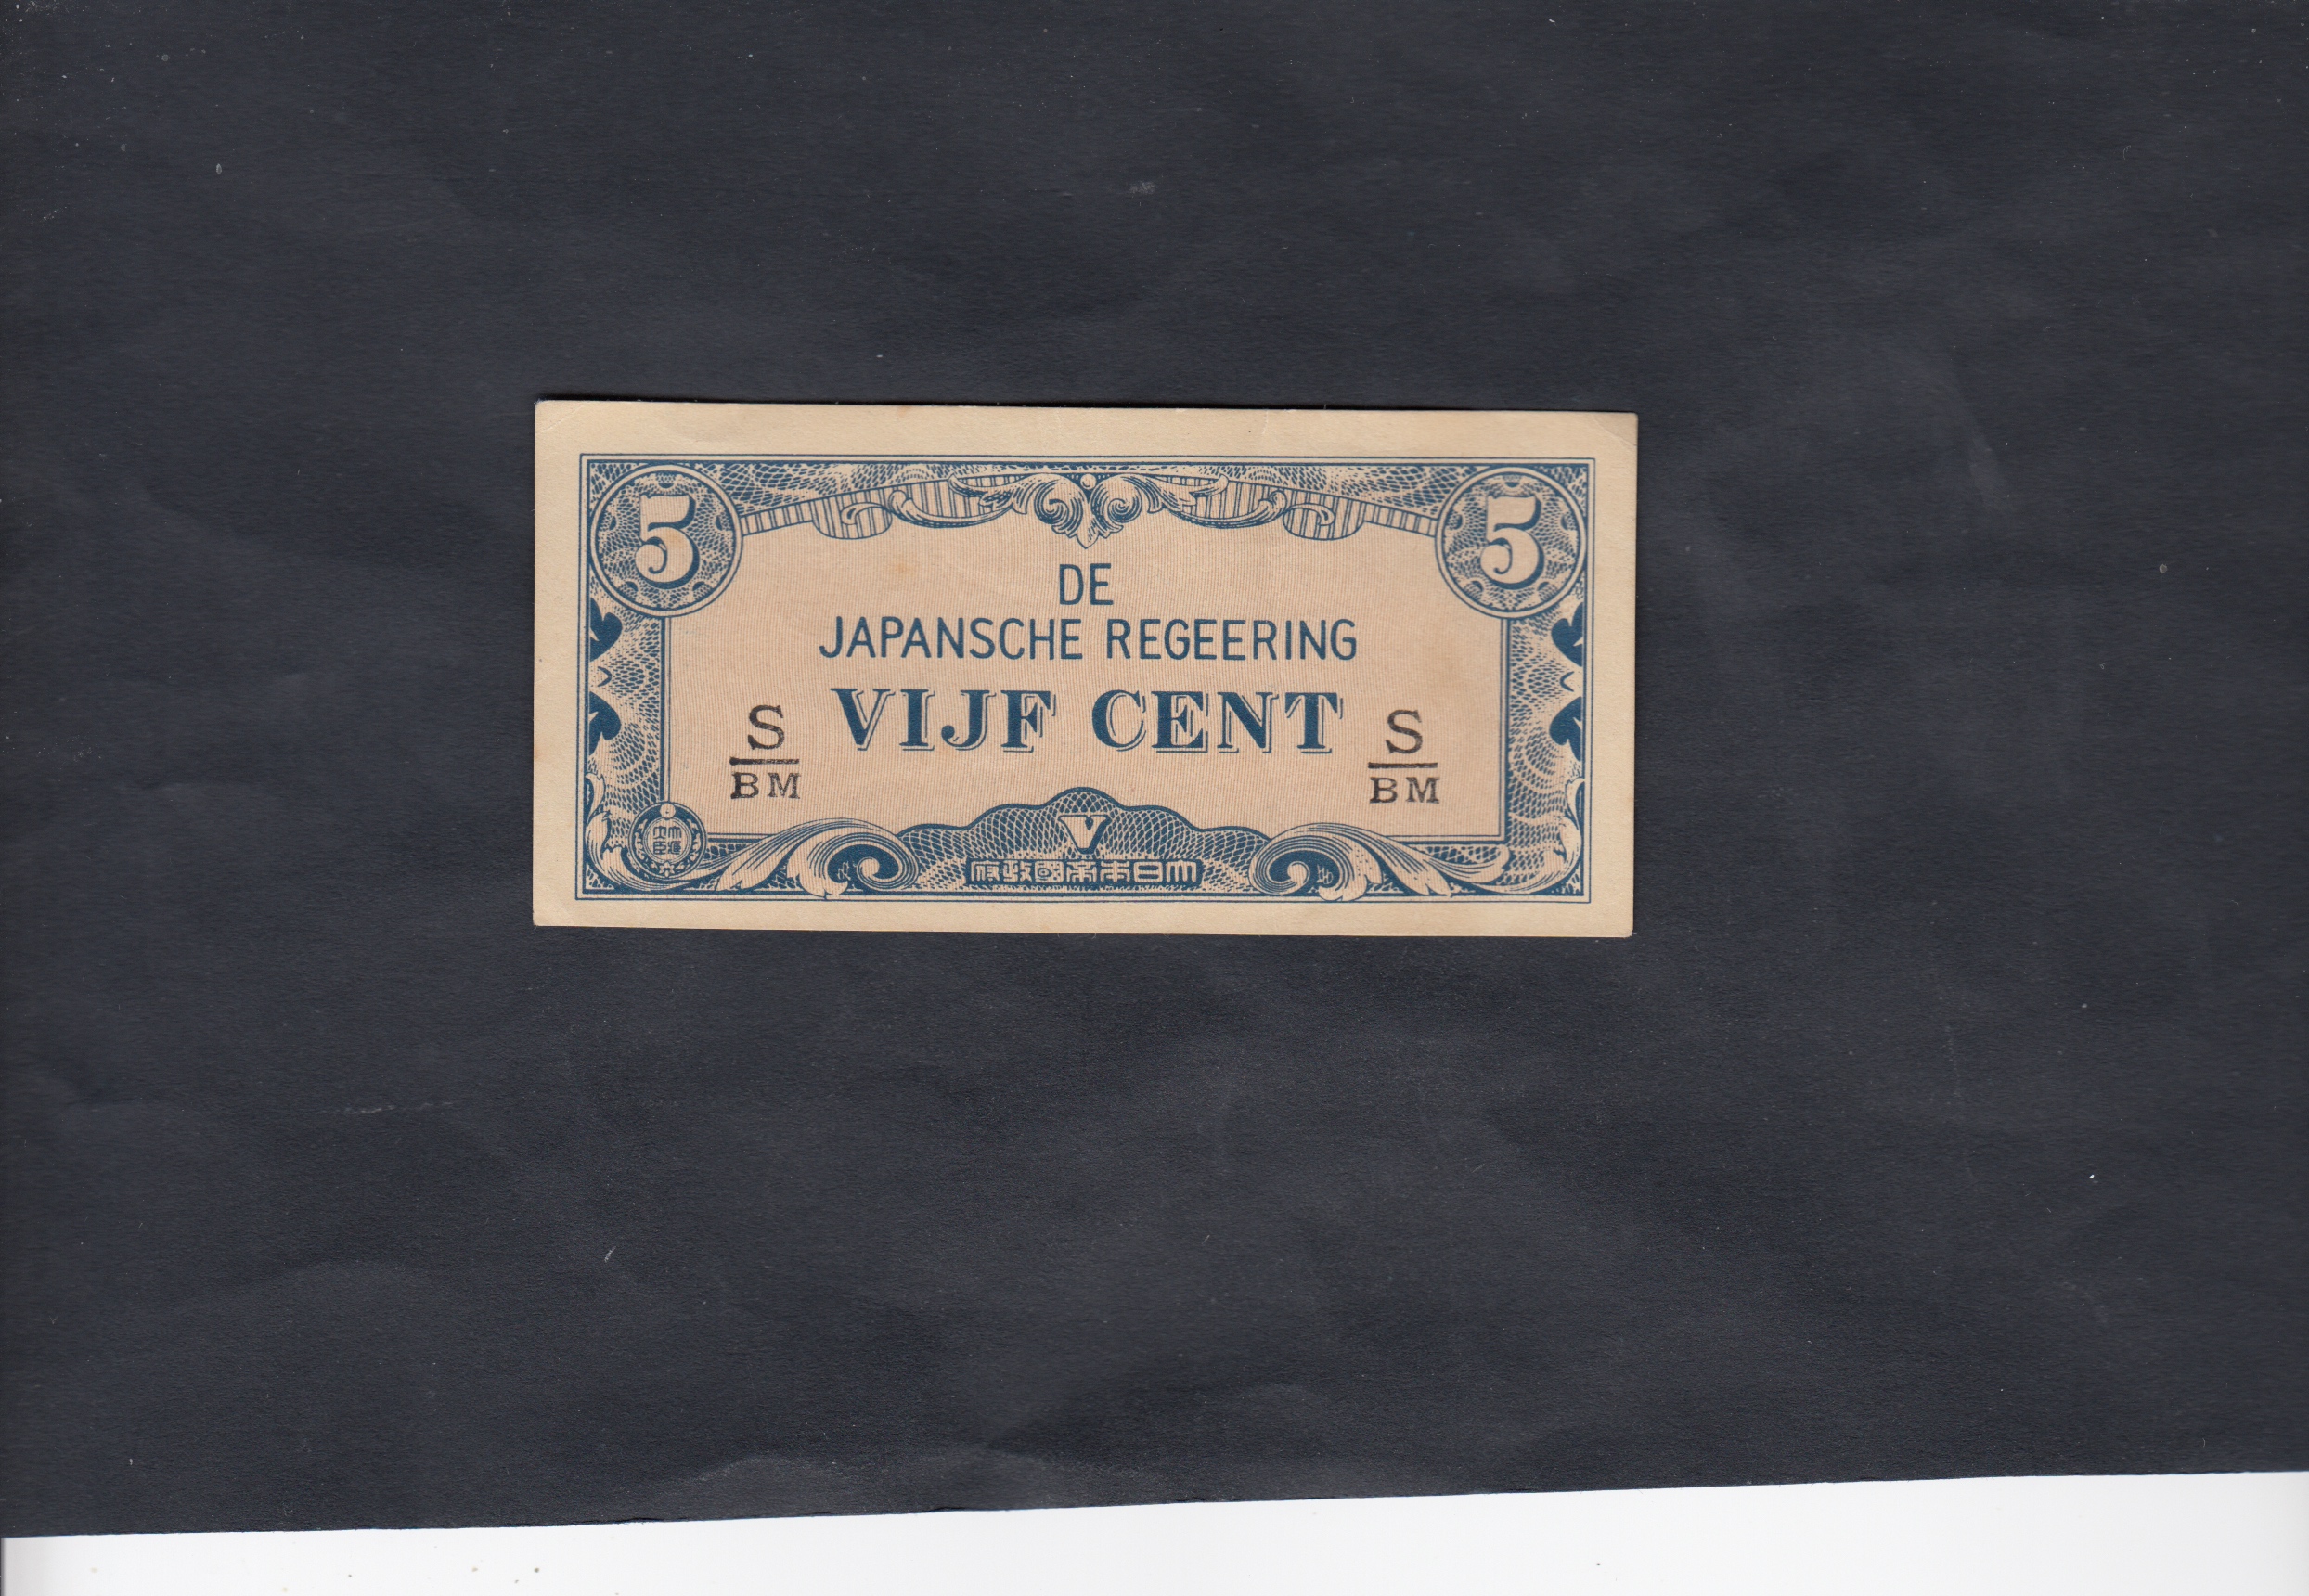 5 5
DE
JAPANSCHE REGEERING
VIJF CENT
S S
BM BM
V
府政國帝本日大